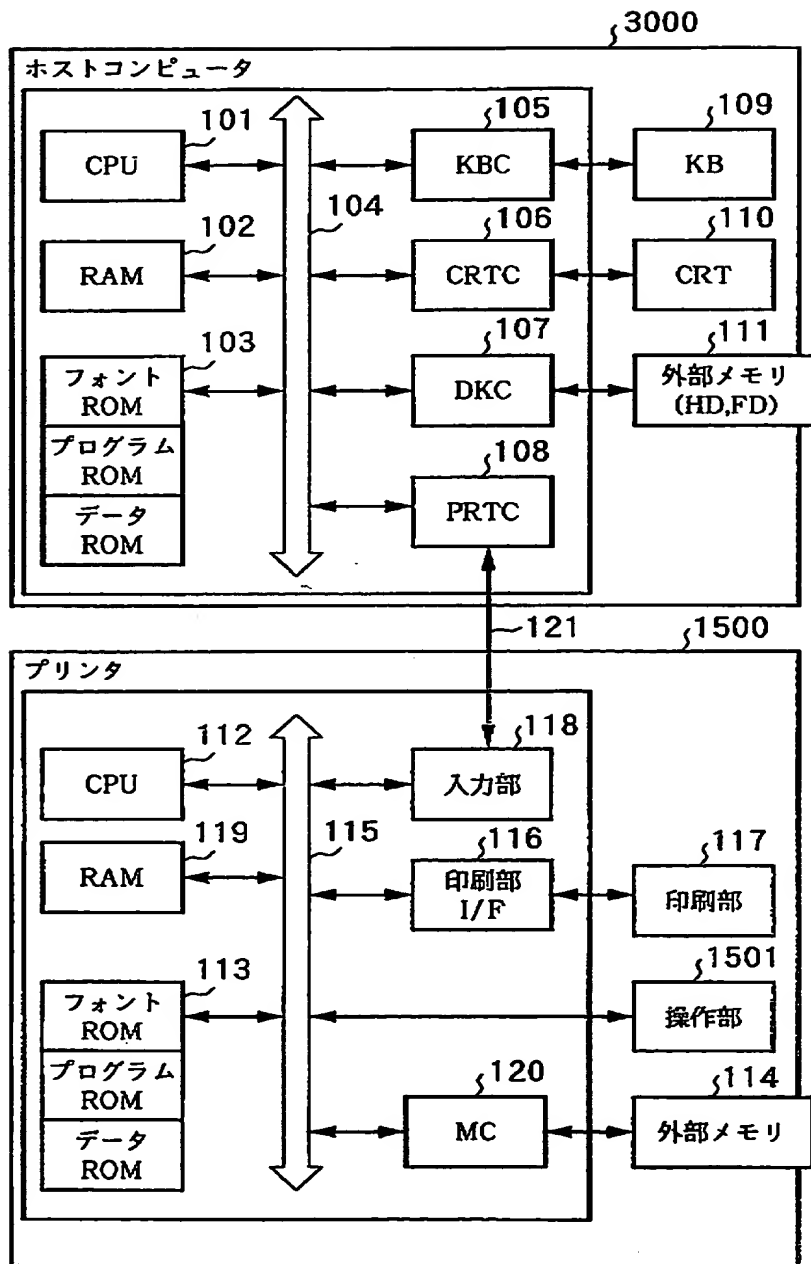 3000
ホストコンピュータ
101
CPU
102
RAM
103
フォント
ROM
プログラム
ROM
データ
ROM
104
105
KBC
109
KB
106
CRTC
110
CRT
107
DKC
111
外部メモリ
(HD,FD)
108
PRTC
121
1500
プリンタ
112
CPU
119
RAM
113
フォント
ROM
プログラム
ROM
データ
ROM
115
118
入力部
116
印刷部
I/F
117
印刷部
1501
操作部
120
MC
114
外部メモリ